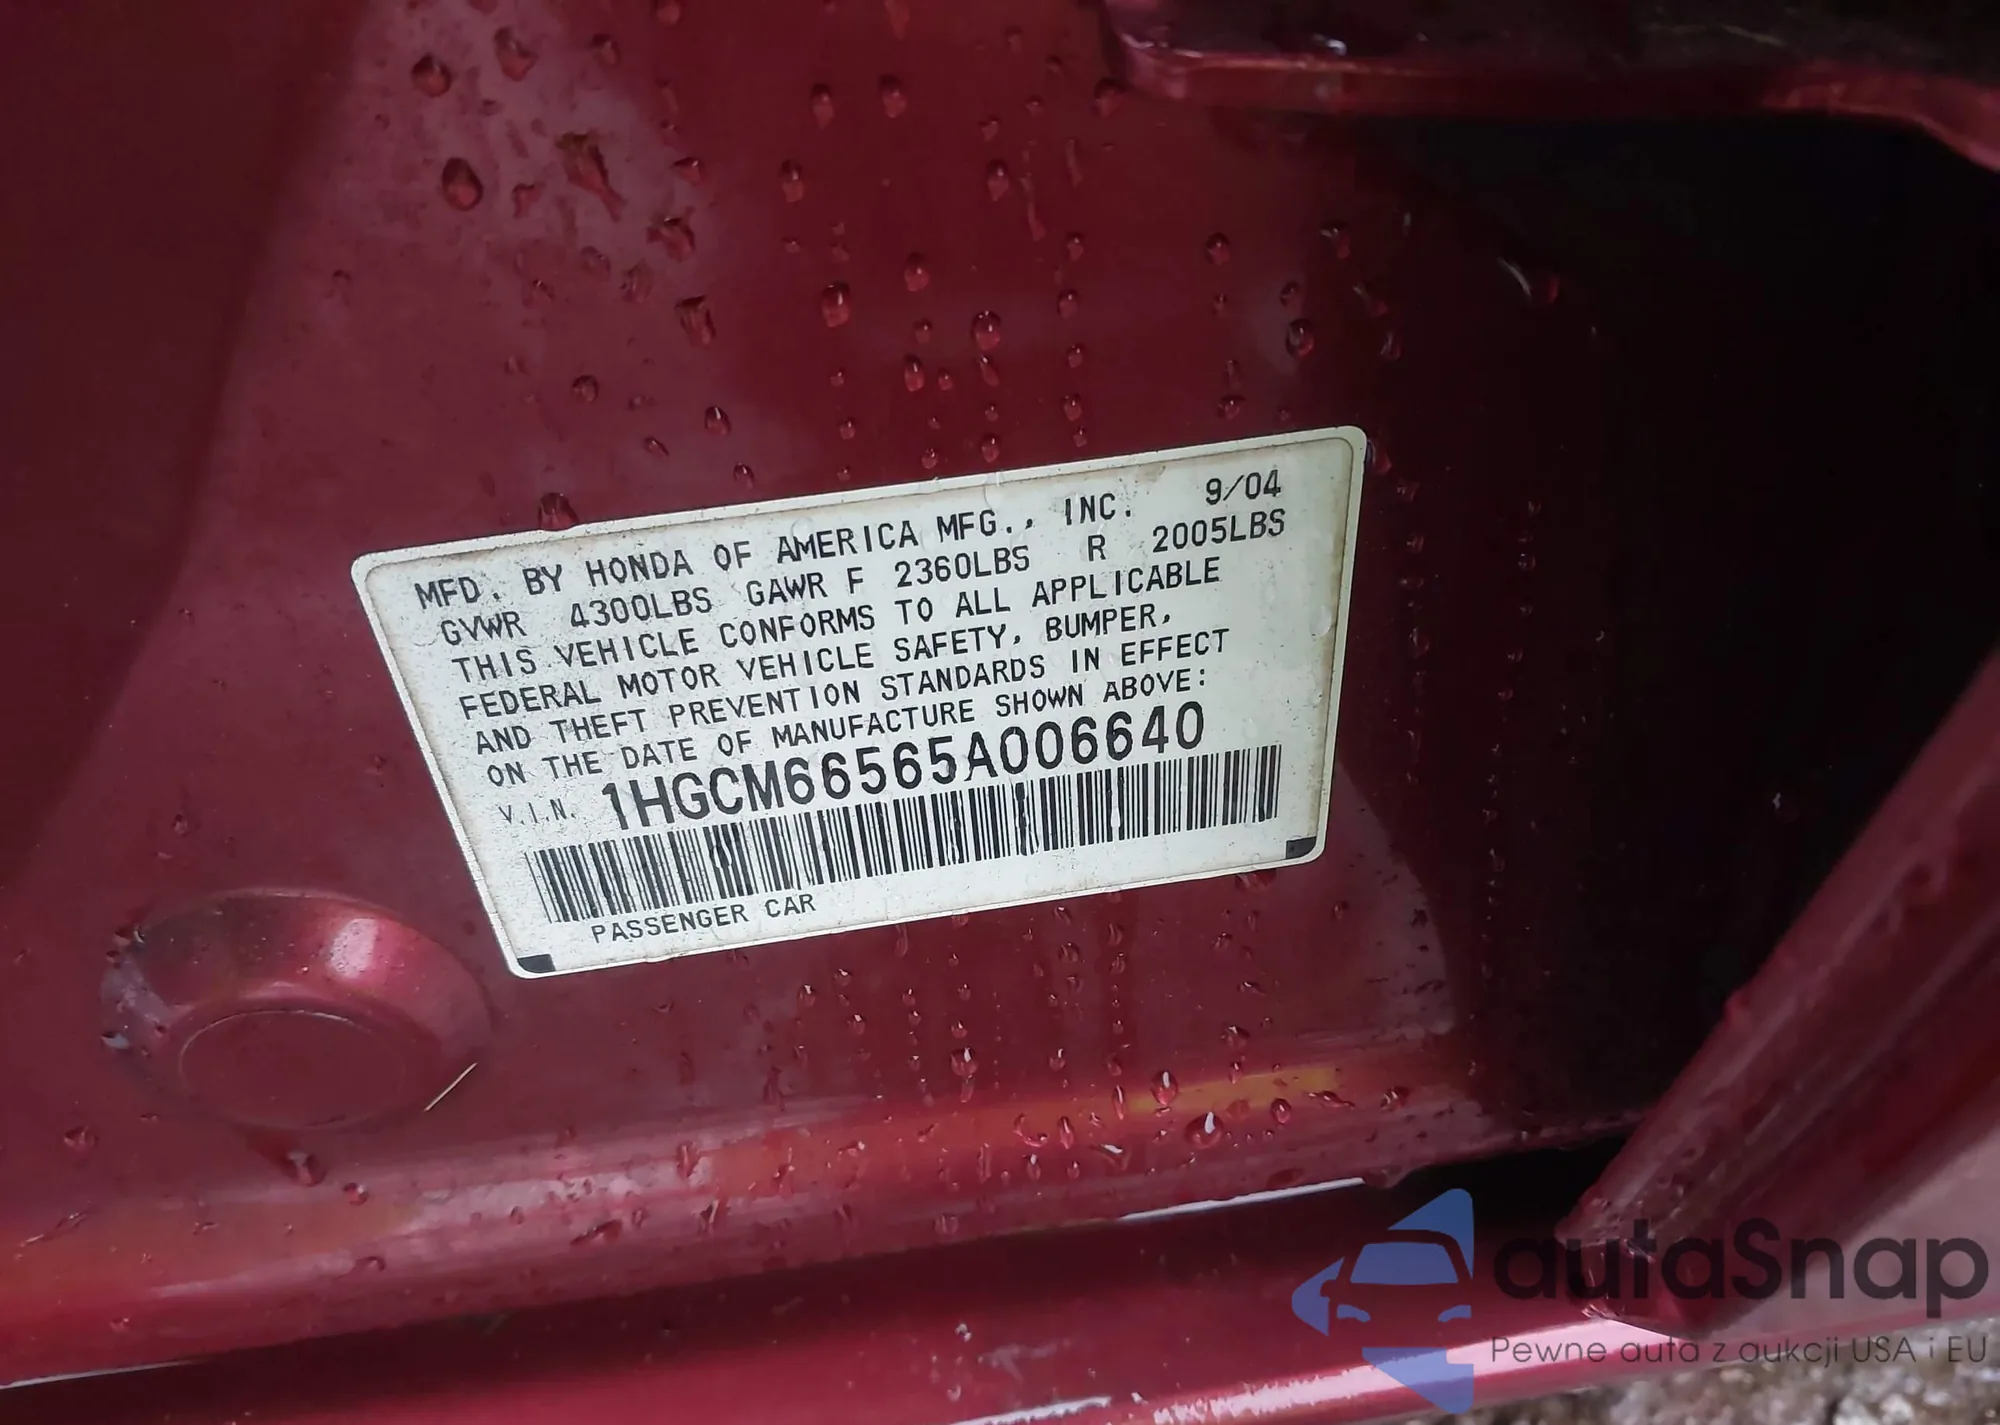 MFD. BY HONDA OF AMERICA MFG., INC. 9/04
GVWR 4300LBS GAWR F 2360LBS R 2005LBS
THIS VEHICLE CONFORMS TO ALL APPLICABLE
FEDERAL MOTOR VEHICLE SAFETY, BUMPER,
AND THEFT PREVENTION STANDARDS IN EFFECT
ON THE DATE OF MANUFACTURE SHOWN ABOVE:
V.I.N. 1HGCM66565A006640
PASSENGER CAR
autaSnap
Pewne auta z aukcji USA i EU